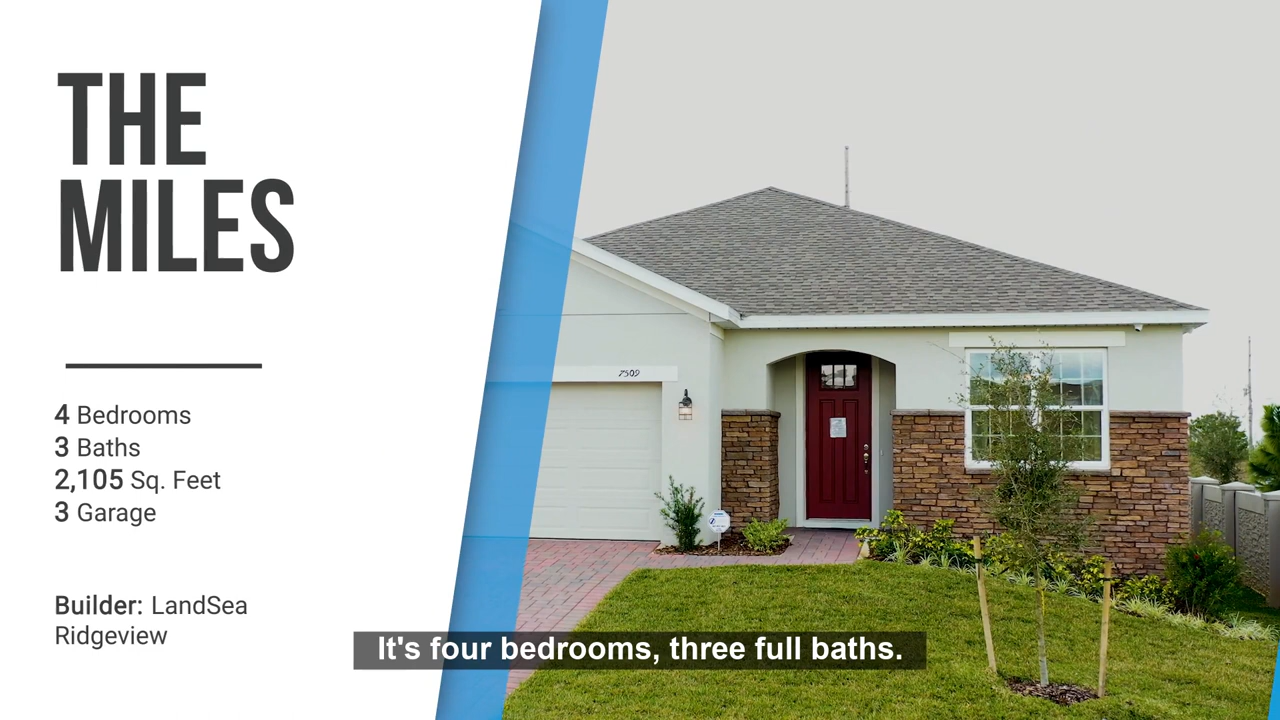 THE
MILES
4 Bedrooms
3 Baths
2,105 Sq. Feet
3 Garage
Builder: LandSea
Ridgeview
7509
It's four bedrooms, three full baths.